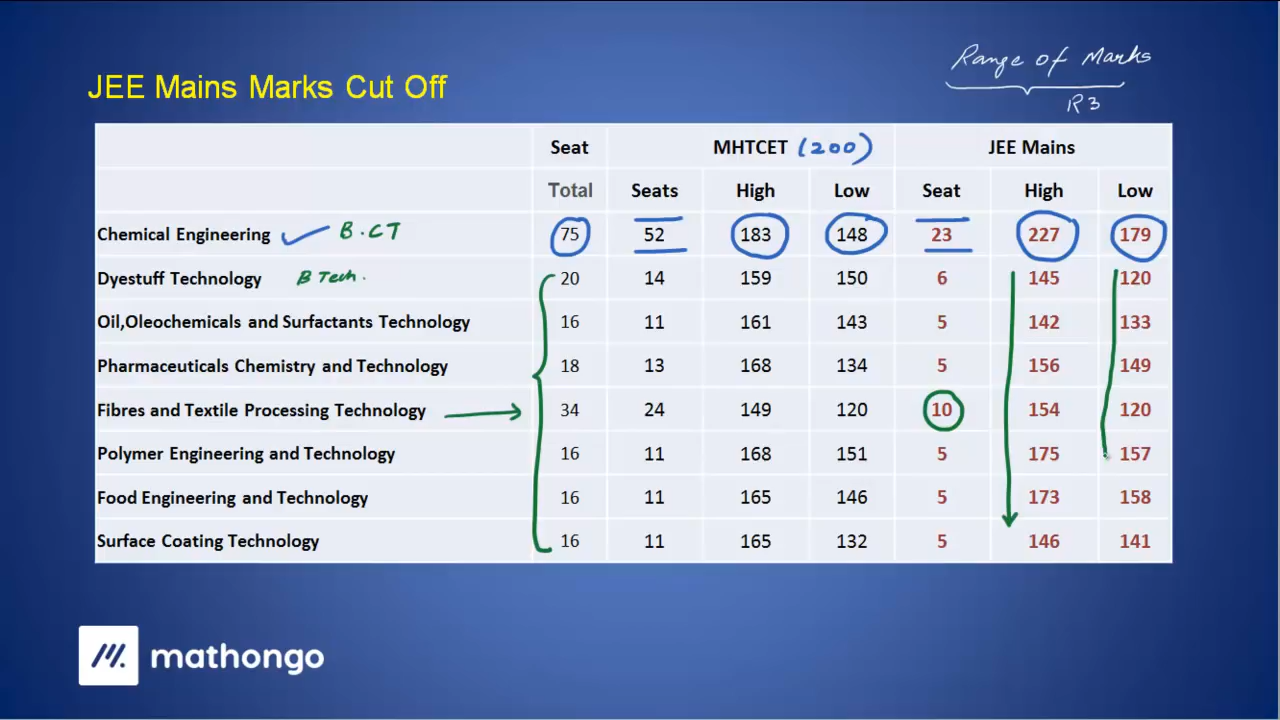 Range of Marks
JEE Mains Marks Cut Off
R3
Seat MHTCET (200) JEE Mains
Total Seats High Low Seat High Low
Chemical Engineering B.CT 75 52 183 148 23 227 179
Dyestuff Technology B Tech. 20 14 159 150 6 145 120
Oil,Oleochemicals and Surfactants Technology 16 11 161 143 5 142 133
Pharmaceuticals Chemistry and Technology 18 13 168 134 5 156 149
Fibres and Textile Processing Technology 34 24 149 120 10 154 120
Polymer Engineering and Technology 16 11 168 151 5 175 157
Food Engineering and Technology 16 11 165 146 5 173 158
Surface Coating Technology 16 11 165 132 5 146 141
mathongo